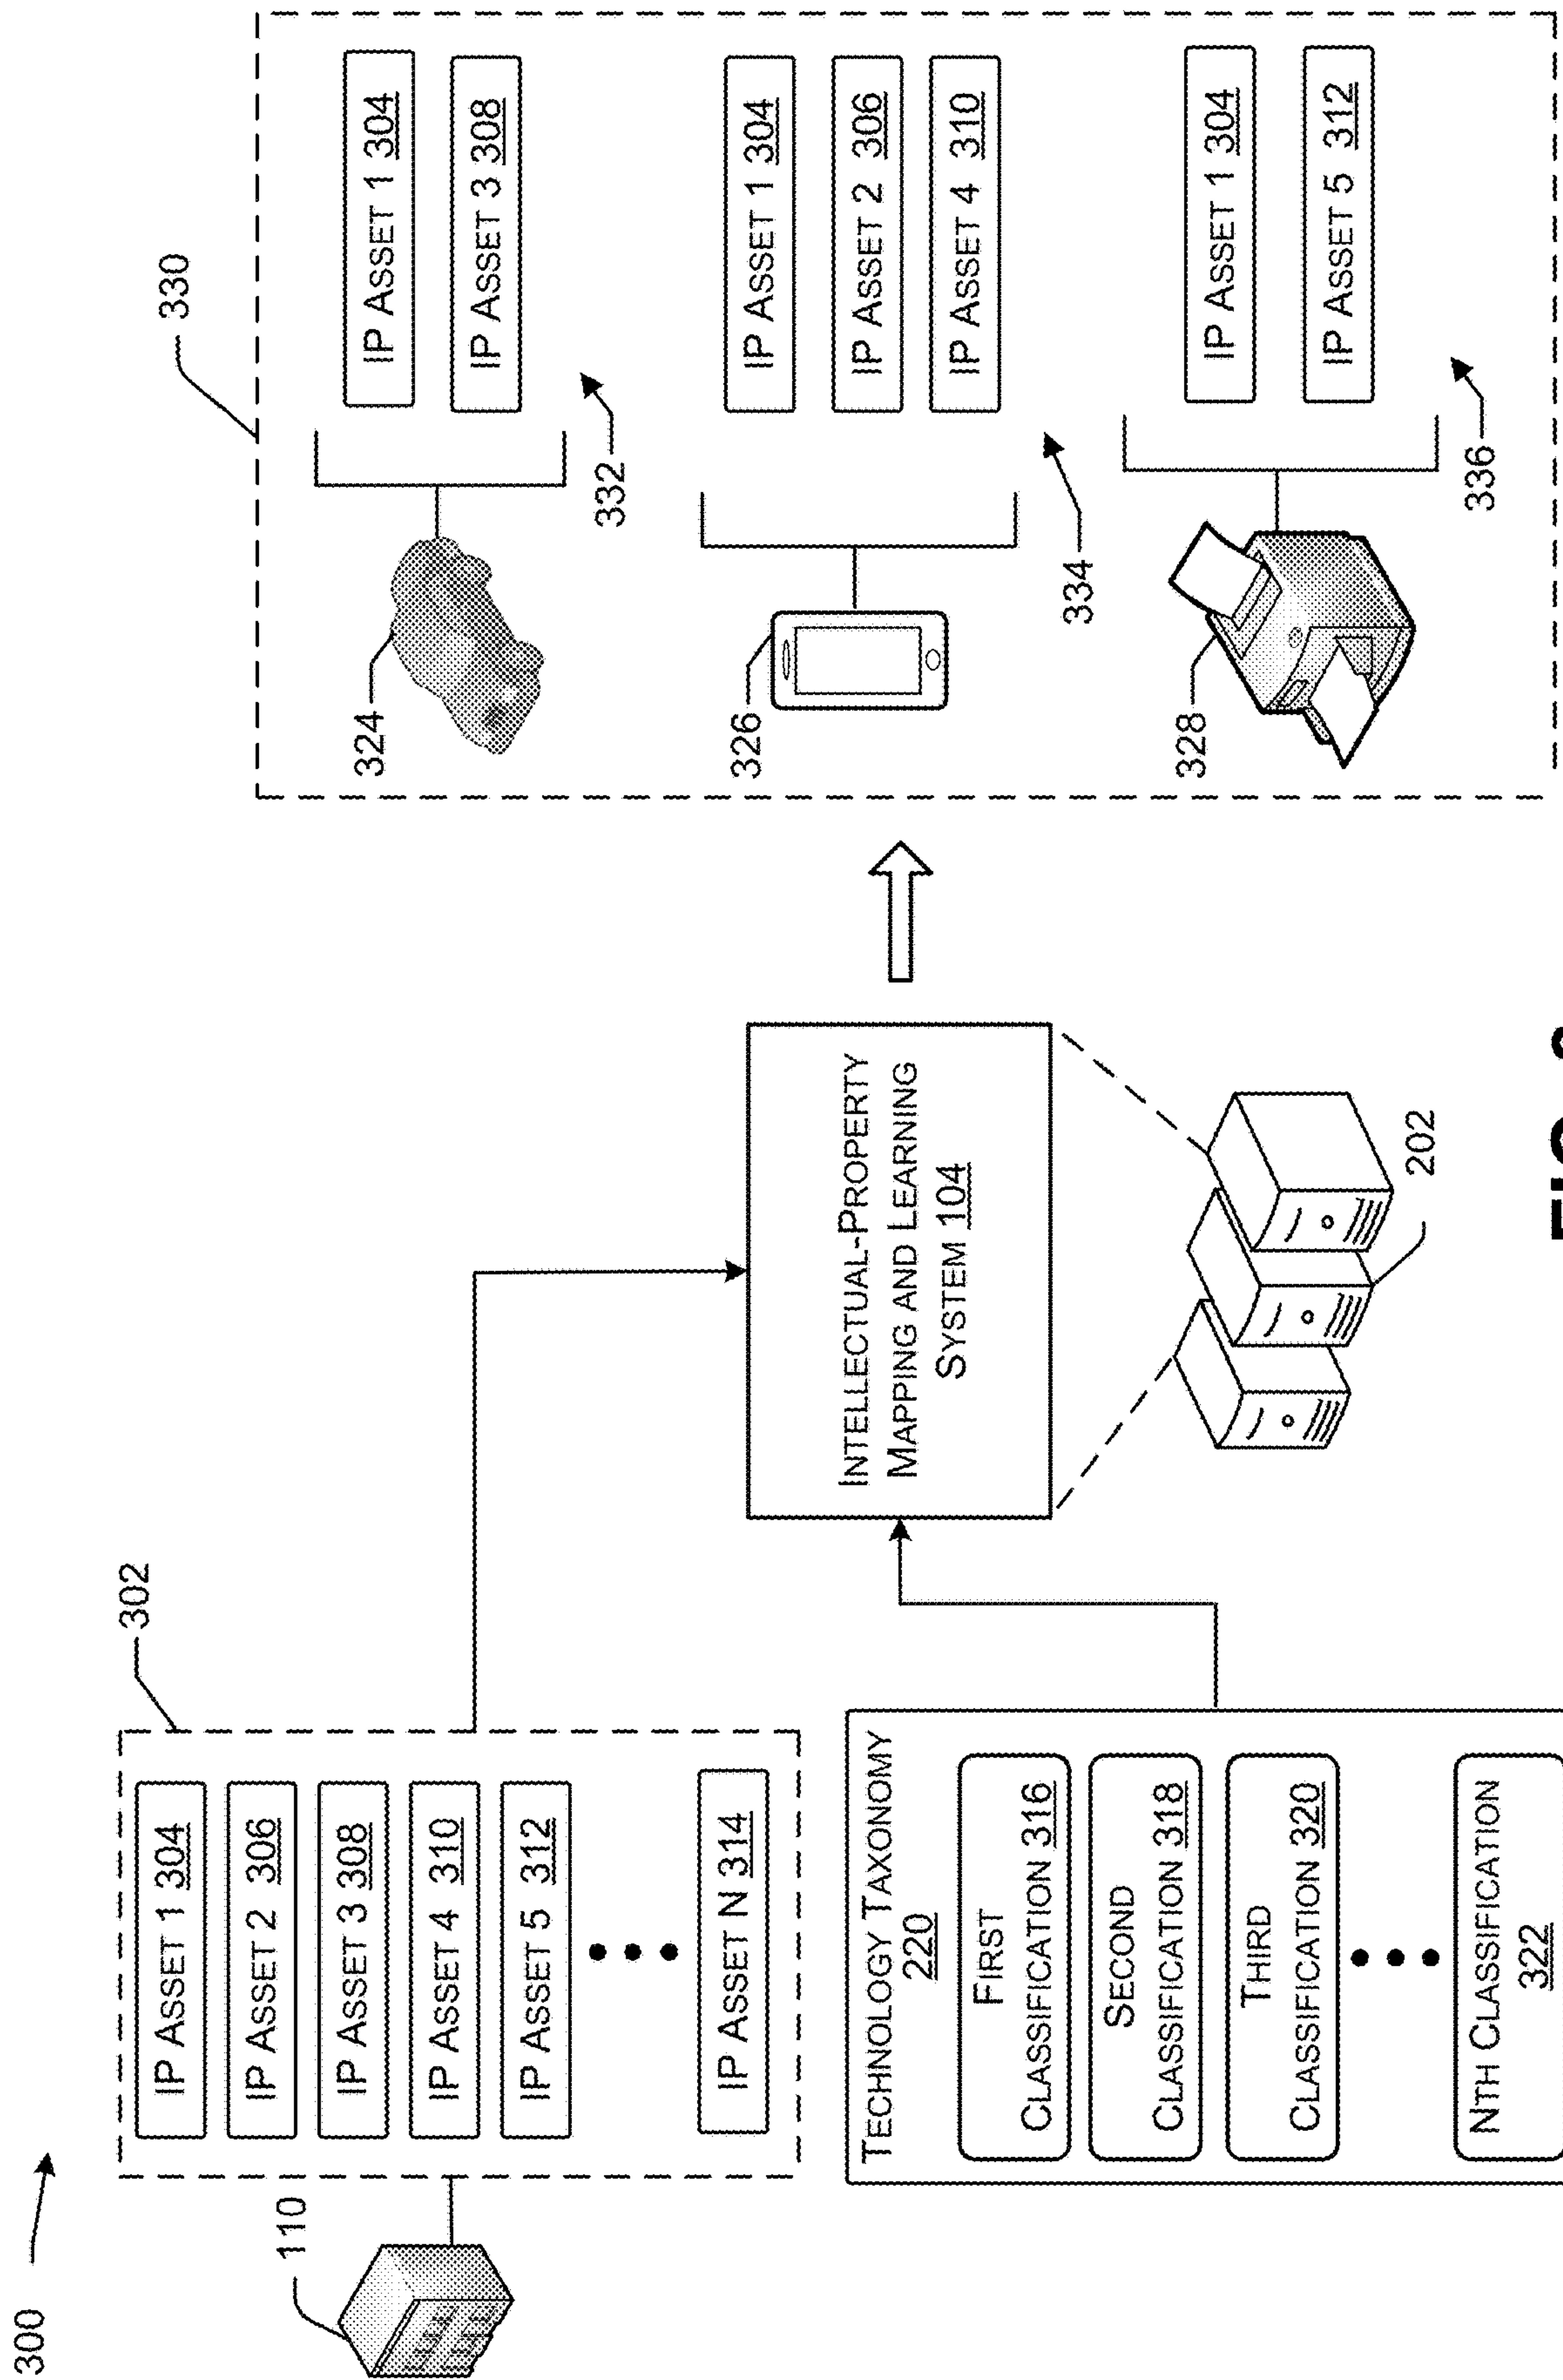 300
110
302
IP ASSET 1 304
IP ASSET 2 306
IP ASSET 3 308
IP ASSET 4 310
IP ASSET 5 312
IP ASSET N 314
TECHNOLOGY TAXONOMY
220
FIRST
CLASSIFICATION 316
SECOND
CLASSIFICATION 318
THIRD
CLASSIFICATION 320
NTH CLASSIFICATION
322
INTELLECTUAL-PROPERTY
MAPPING AND LEARNING
SYSTEM 104
202
330
324
IP ASSET 1 304
IP ASSET 3 308
332
326
IP ASSET 1 304
IP ASSET 2 306
IP ASSET 4 310
334
328
IP ASSET 1 304
IP ASSET 5 312
336